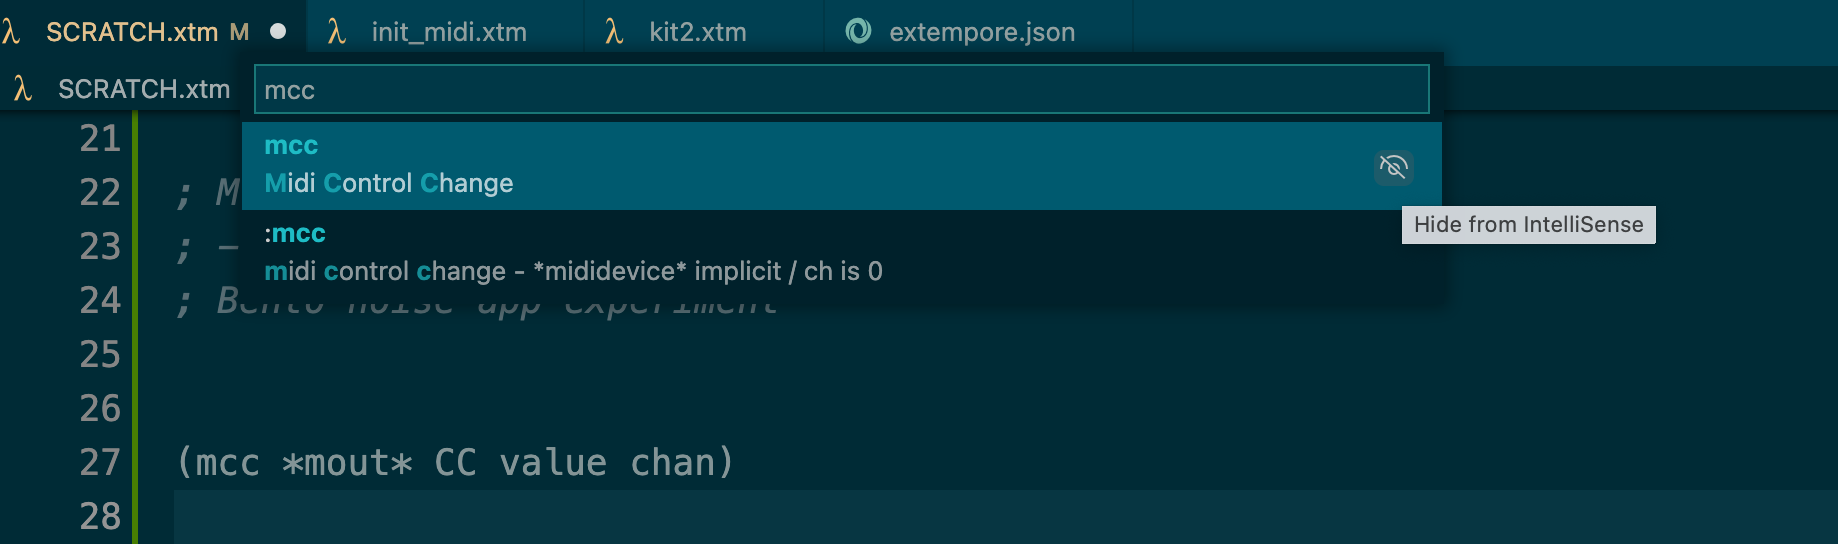 SCRATCH.xtm M
init_midi.xtm
kit2.xtm
extempore.json
SCRATCH.xtm
mcc
mcc
Midi Control Change
Hide from IntelliSense
:mcc
midi control change - *mididevice* implicit / ch is 0
21
22 ; M
23 ; –
24 ; Bento noise app experiment
25
26
27 (mcc *mout* CC value chan)
28